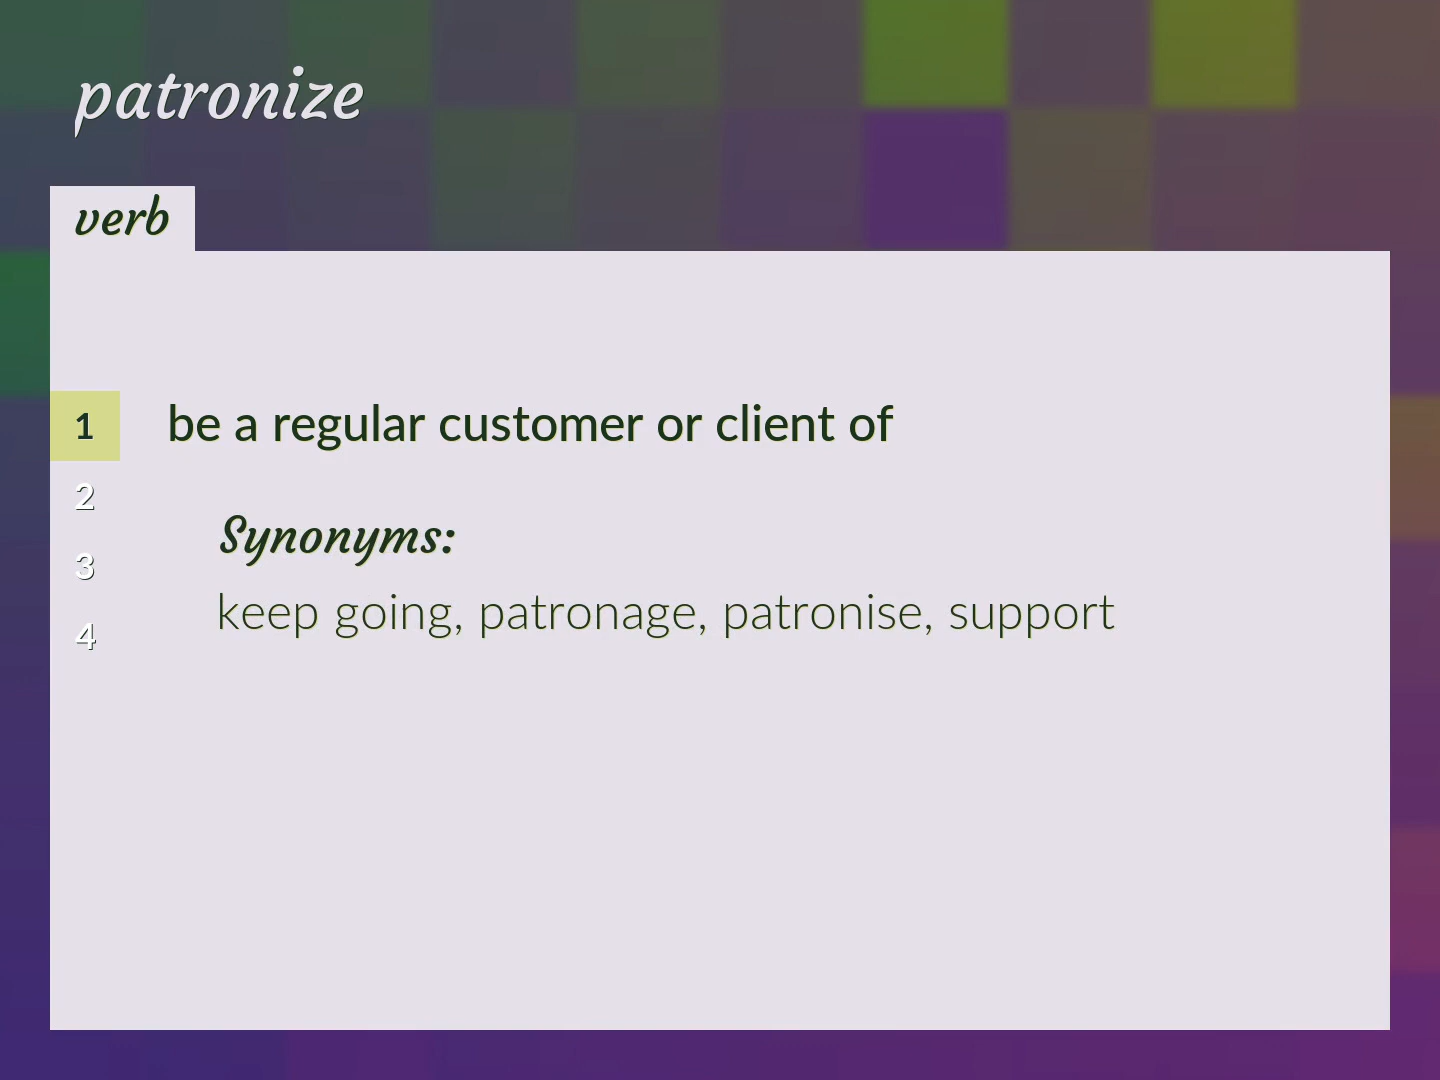 patronize
verb
1 be a regular customer or client of
2
Synonyms:
3
keep going, patronage, patronise, support
4